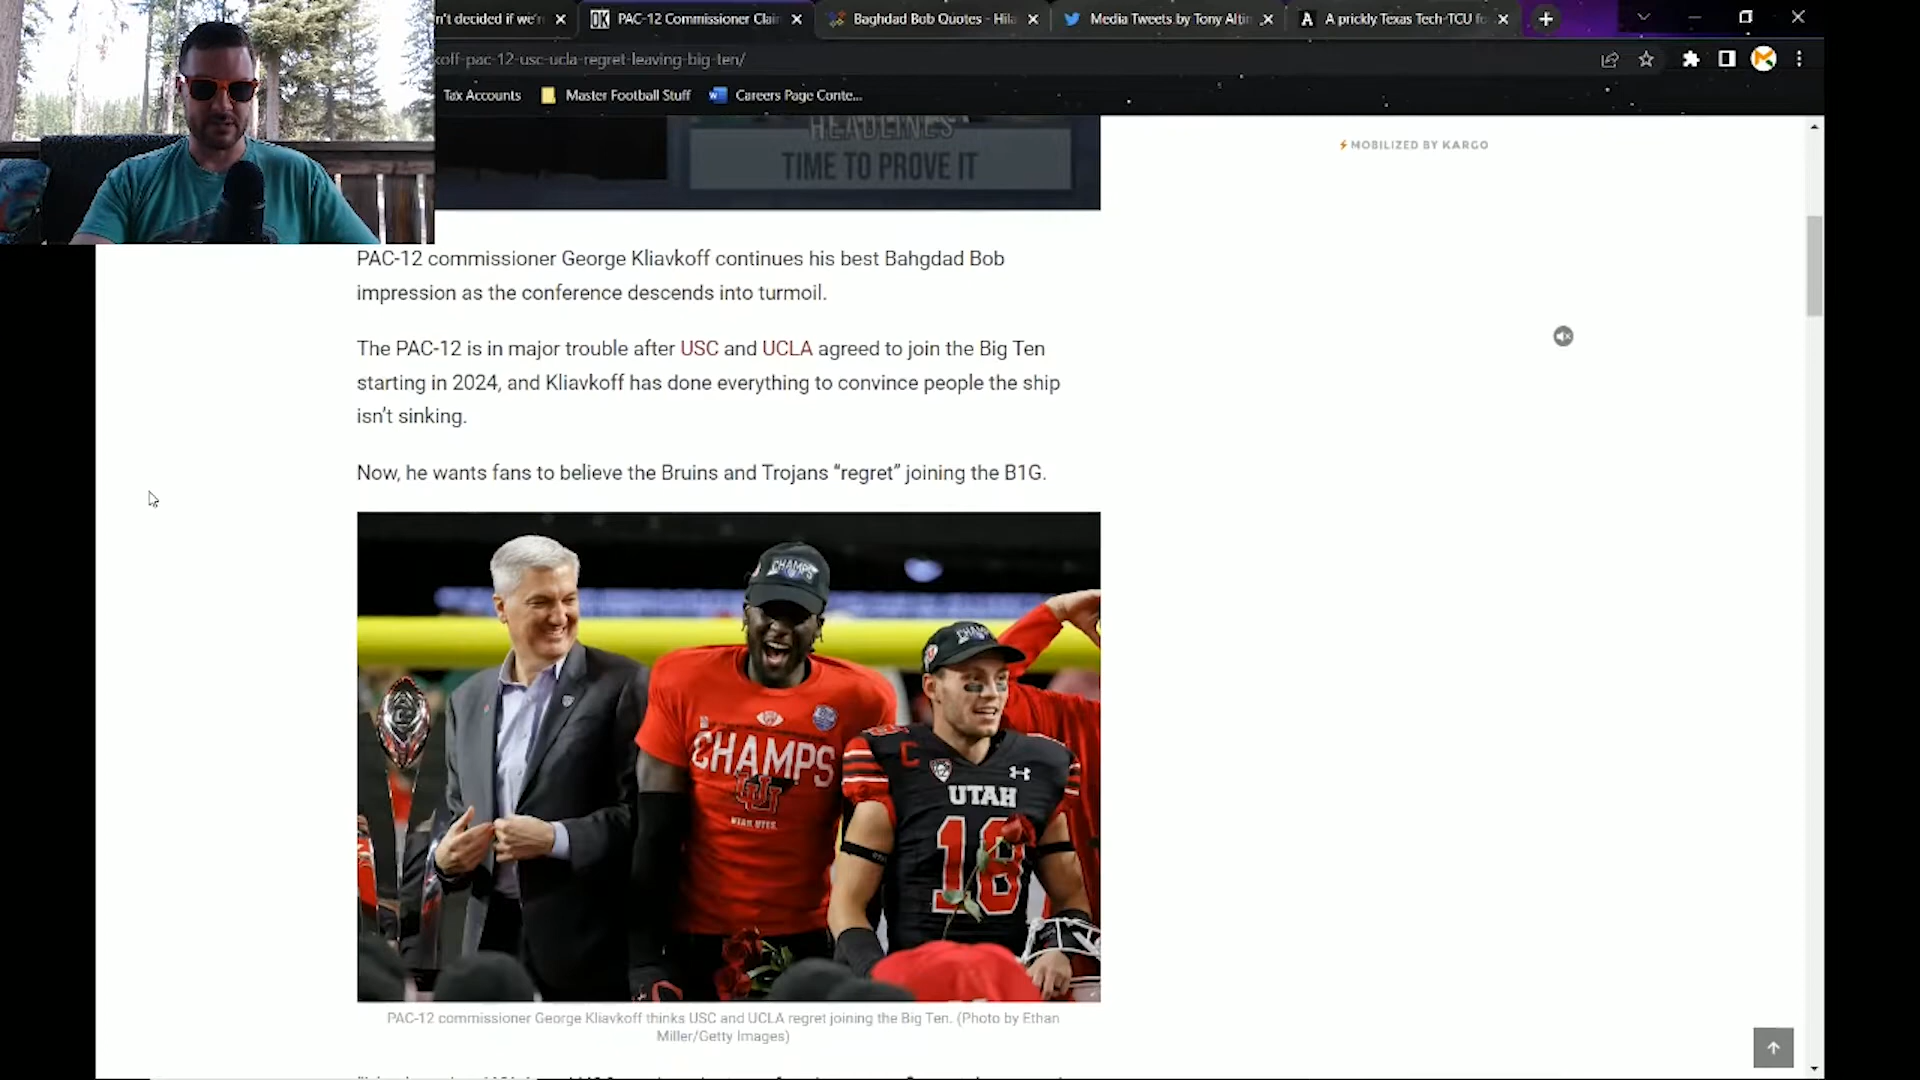 n't decided if we'r
OK PAC-12 Commissioner Clai
Baghdad Bob Quotes - Hila
Media Tweets by Tony Alti
A A prickly Texas Tech-TCU fo
koff-pac-12-usc-ucla-regret-leaving-big-ten/
Tax Accounts
Master Football Stuff
Careers Page Conte...
HEADLINES
TIME TO PROVE IT
MOBILIZED BY KARGO
PAC-12 commissioner George Kliavkoff continues his best Bahgdad Bob
impression as the conference descends into turmoil.
The PAC-12 is in major trouble after USC and UCLA agreed to join the Big Ten
starting in 2024, and Kliavkoff has done everything to convince people the ship
isn't sinking.
Now, he wants fans to believe the Bruins and Trojans “regret” joining the B1G.
CHAMPS
CHAMPS
CHAMPS
UTAH UTES
C
UTAH
18
PAC-12 commissioner George Kliavkoff thinks USC and UCLA regret joining the Big Ten. (Photo by Ethan
Miller/Getty Images)